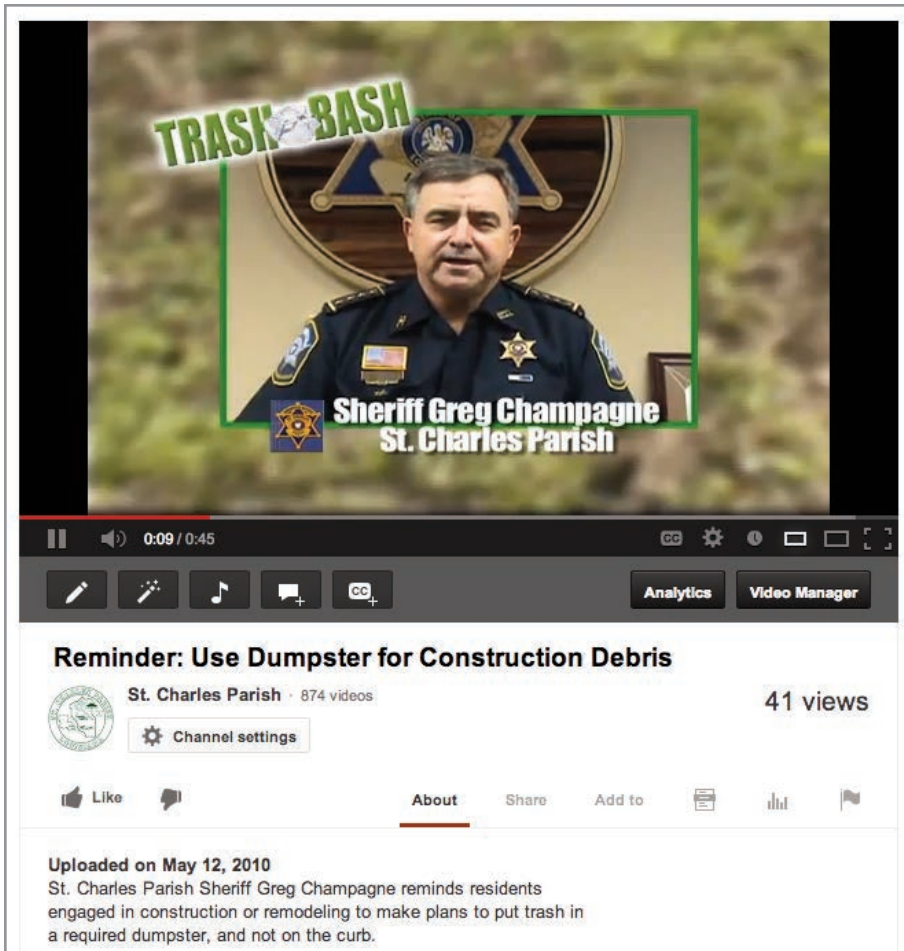 TRASH BASH
Sheriff Greg Champagne
St. Charles Parish
0:09 / 0:45
CC
CC
Analytics
Video Manager
Reminder: Use Dumpster for Construction Debris
St. Charles Parish · 874 videos
41 views
Channel settings
Like
About
Share
Add to
Uploaded on May 12, 2010
St. Charles Parish Sheriff Greg Champagne reminds residents
engaged in construction or remodeling to make plans to put trash in
a required dumpster, and not on the curb.